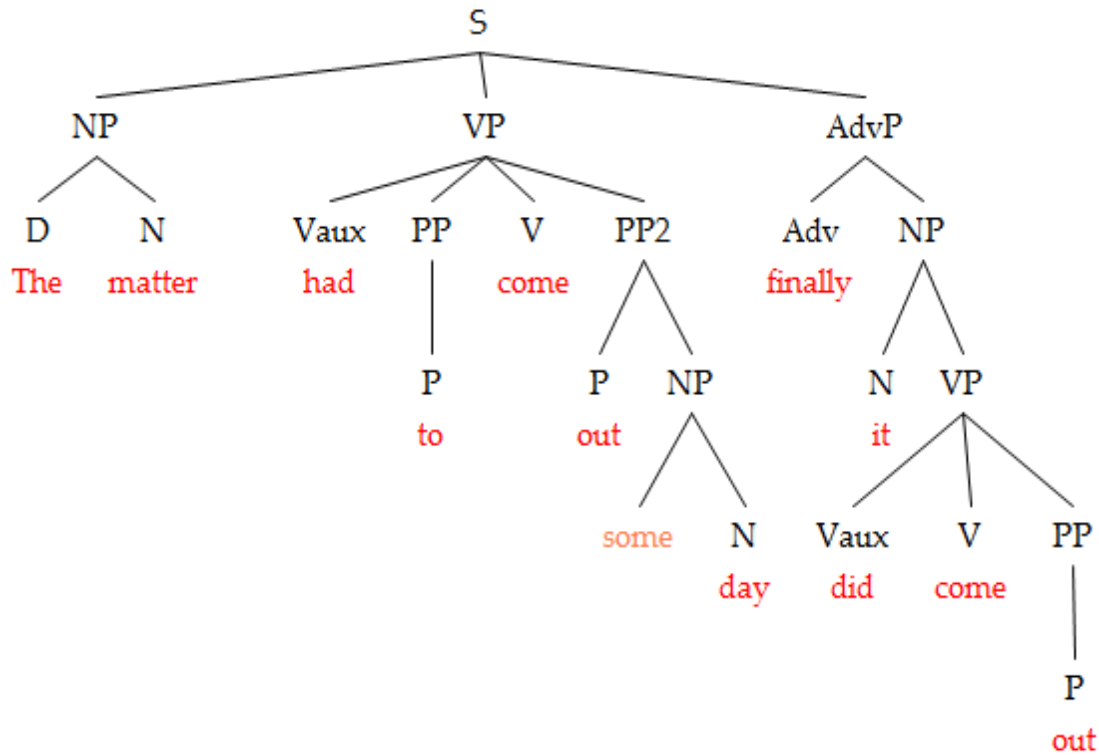 S
NP VP AdvP
D N Vaux PP V PP2 Adv NP
The matter had come finally
P P NP N VP
to out it
some N Vaux V PP
day did come
P
out